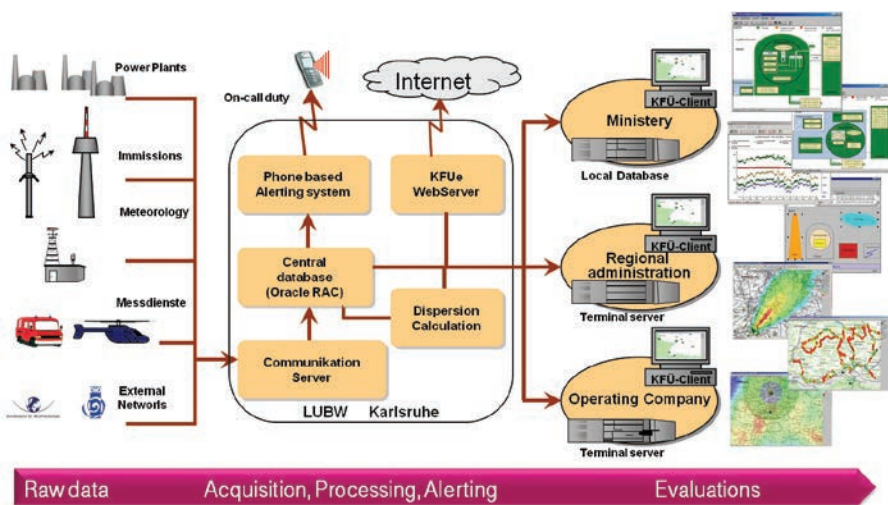 Power Plants
Immissions
Meteorology
Messdienste
External
Networks
On-call duty
Internet
Phone based
Alerting system
KFUe
WebServer
Central
database
(Oracle RAC)
Dispersion
Calculation
Communikation
Server
LUBW Karlsruhe
KFÜ-Client
Ministery
Local Database
KFÜ-Client
Regional
administration
Terminal server
KFÜ-Client
Operating Company
Terminal server
Raw data
Acquisition, Processing, Alerting
Evaluations